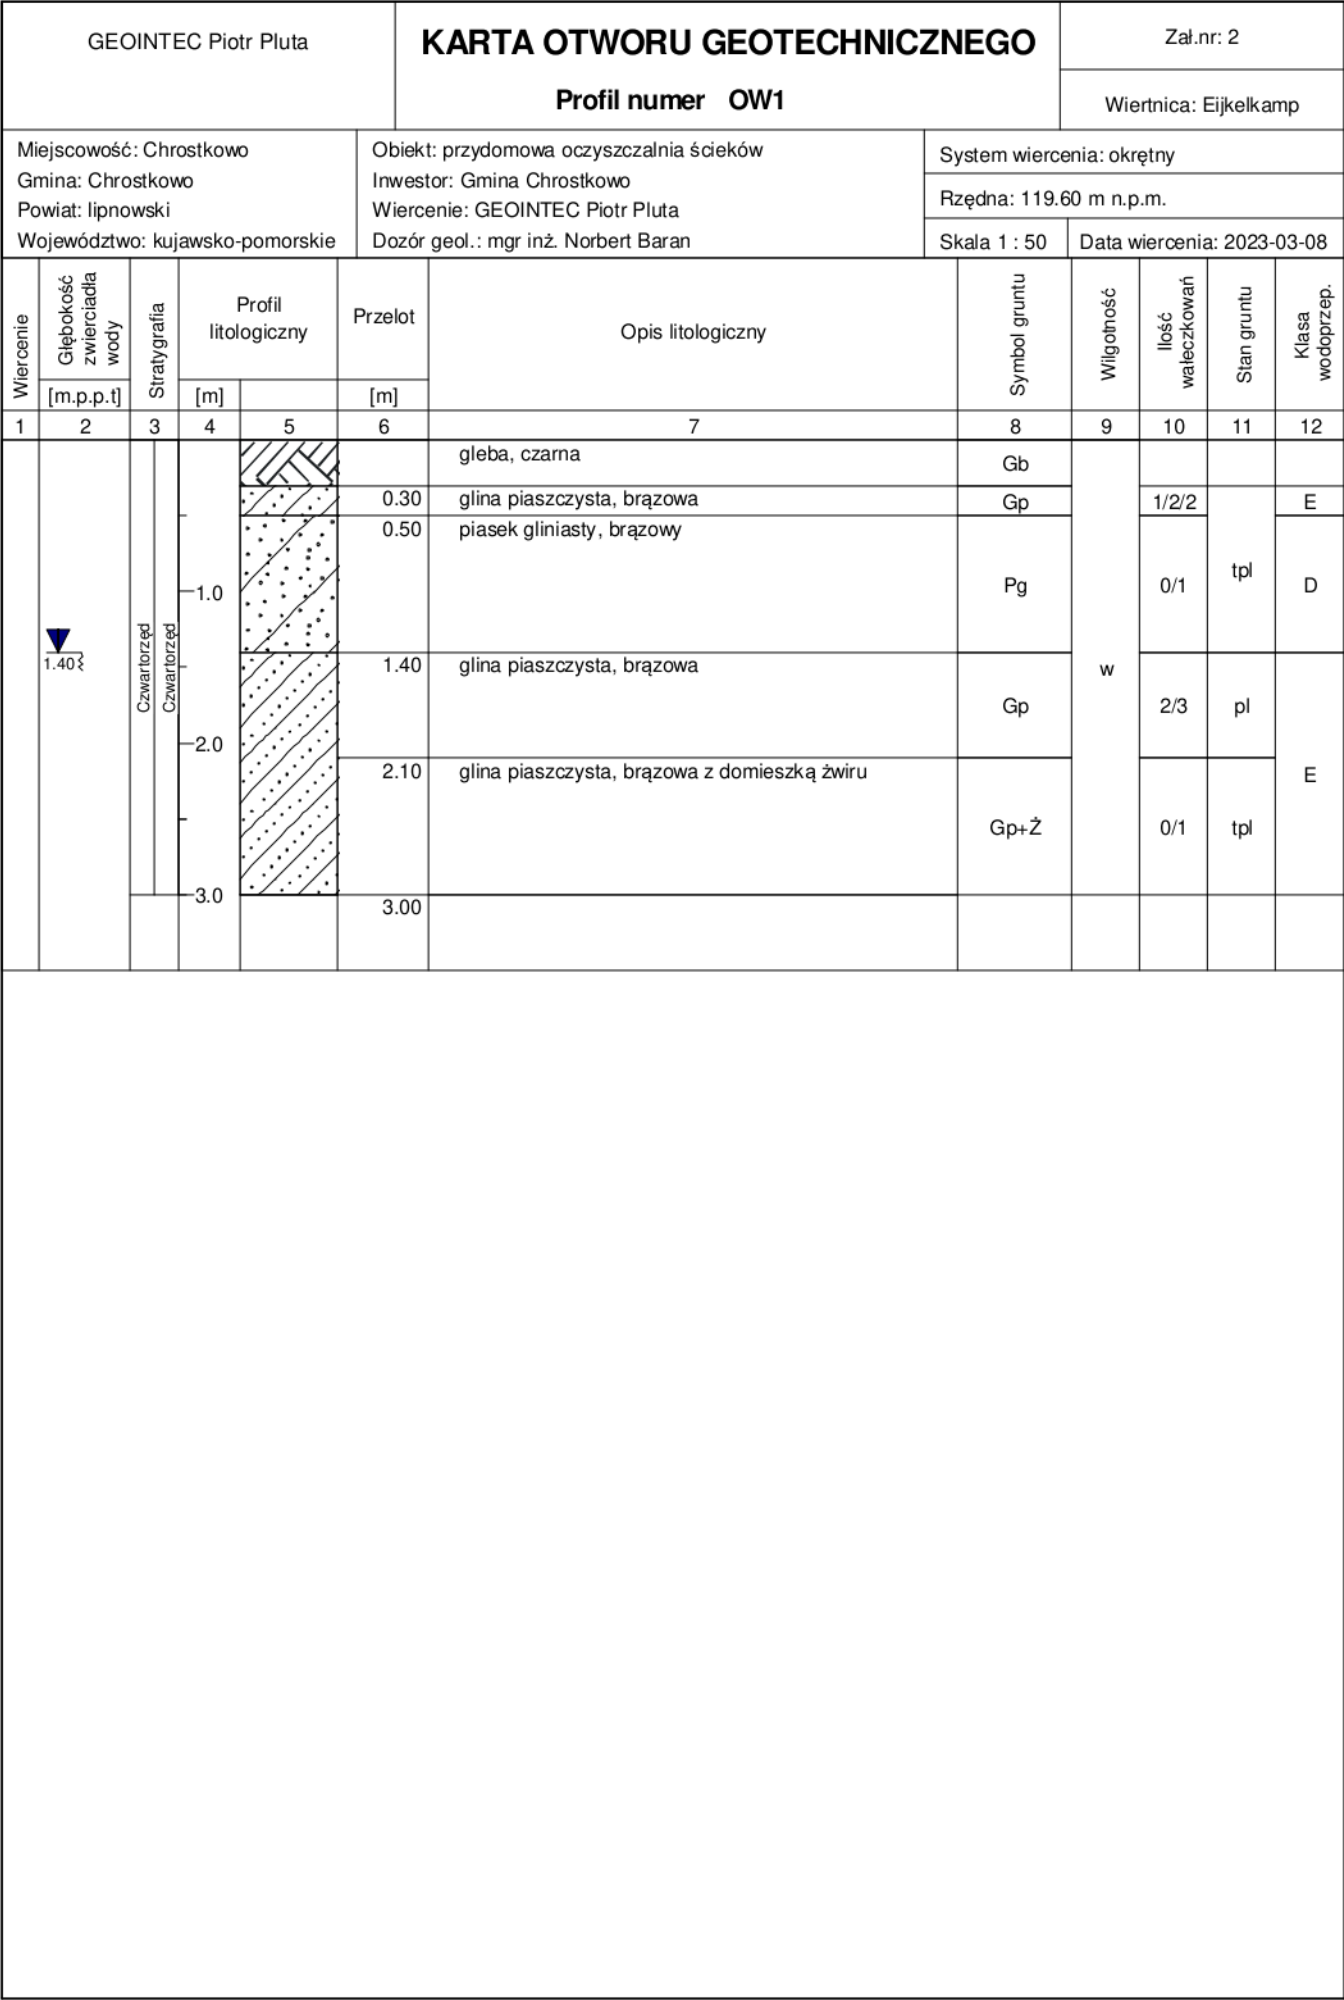 GEOINTEC Piotr Pluta
KARTA OTWORU GEOTECHNICZNEGO
Profil numer OW1
Zał.nr: 2
Wiertnica: Eijkelkamp
Miejscowość: Chrostkowo
Gmina: Chrostkowo
Powiat: lipnowski
Województwo: kujawsko-pomorskie
Obiekt: przydomowa oczyszczalnia ścieków
Inwestor: Gmina Chrostkowo
Wiercenie: GEOINTEC Piotr Pluta
Dozór geol.: mgr inż. Norbert Baran
System wiercenia: okrętny
Rzędna: 119.60 m n.p.m.
Skala 1 : 50
Data wiercenia: 2023-03-08
Wiercenie
Głębokość
zwierciadła
wody
[m.p.p.t]
Stratygrafia
Profil
litologiczny
[m]
Przelot
[m]
Opis litologiczny
Symbol gruntu
Wilgotność
Ilość
wałeczkowań
Stan gruntu
Klasa
wodoprzep.
1 2 3 4 5 6 7 8 9 10 11 12
gleba, czarna
Gb
0.30 glina piaszczysta, brązowa Gp 1/2/2 E
0.50 piasek gliniasty, brązowy
1.0
Pg 0/1 tpl D
1.40
Czwartorzęd
Czwartorzęd
1.40 glina piaszczysta, brązowa
w
Gp 2/3 pl
2.0
2.10 glina piaszczysta, brązowa z domieszką żwiru
E
Gp+Ż 0/1 tpl
3.0
3.00